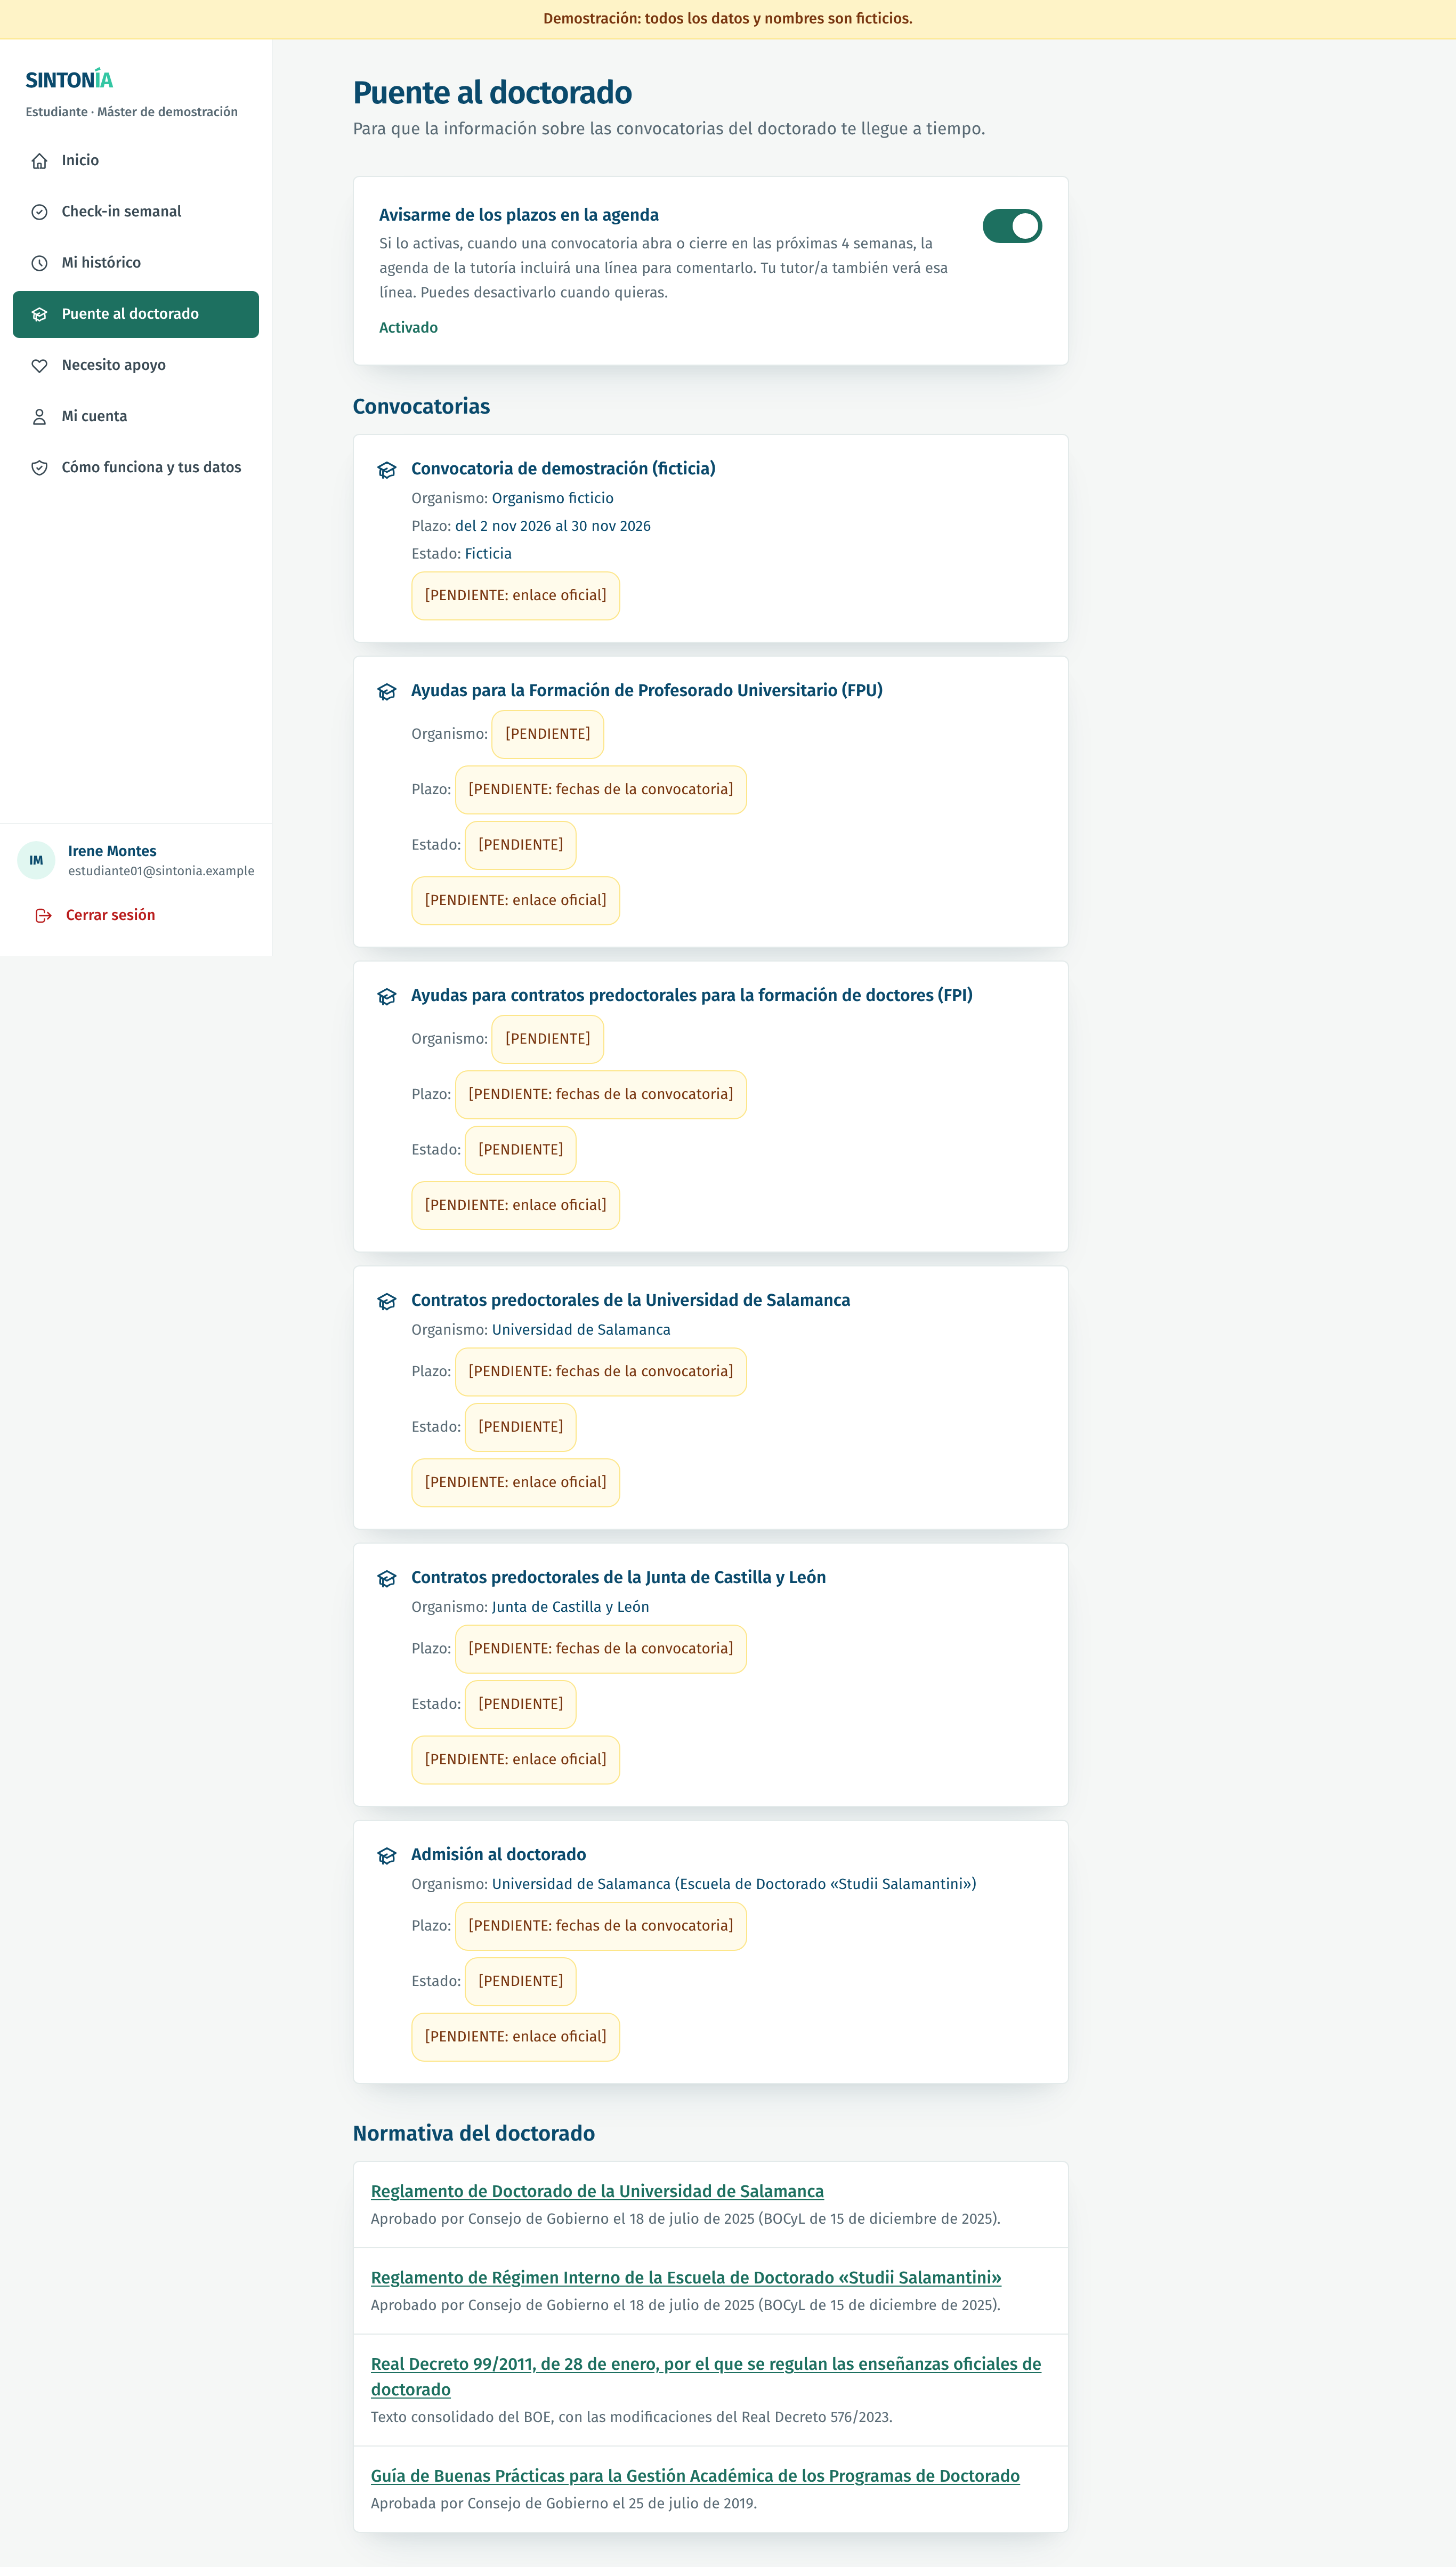 Demostración: todos los datos y nombres son ficticios.
SINTONÍA
Estudiante · Máster de demostración
Inicio
Check-in semanal
Mi histórico
Puente al doctorado
Necesito apoyo
Mi cuenta
Cómo funciona y tus datos
IM
Irene Montes
estudiante01@sintonia.example
Cerrar sesión
Puente al doctorado
Para que la información sobre las convocatorias del doctorado te llegue a tiempo.
Avisarme de los plazos en la agenda
Si lo activas, cuando una convocatoria abra o cierre en las próximas 4 semanas, la
agenda de la tutoría incluirá una línea para comentarlo. Tu tutor/a también verá esa
línea. Puedes desactivarlo cuando quieras.
Activado
Convocatorias
Convocatoria de demostración (ficticia)
Organismo: Organismo ficticio
Plazo: del 2 nov 2026 al 30 nov 2026
Estado: Ficticia
[PENDIENTE: enlace oficial]
Ayudas para la Formación de Profesorado Universitario (FPU)
Organismo: [PENDIENTE]
Plazo: [PENDIENTE: fechas de la convocatoria]
Estado: [PENDIENTE]
[PENDIENTE: enlace oficial]
Ayudas para contratos predoctorales para la formación de doctores (FPI)
Organismo: [PENDIENTE]
Plazo: [PENDIENTE: fechas de la convocatoria]
Estado: [PENDIENTE]
[PENDIENTE: enlace oficial]
Contratos predoctorales de la Universidad de Salamanca
Organismo: Universidad de Salamanca
Plazo: [PENDIENTE: fechas de la convocatoria]
Estado: [PENDIENTE]
[PENDIENTE: enlace oficial]
Contratos predoctorales de la Junta de Castilla y León
Organismo: Junta de Castilla y León
Plazo: [PENDIENTE: fechas de la convocatoria]
Estado: [PENDIENTE]
[PENDIENTE: enlace oficial]
Admisión al doctorado
Organismo: Universidad de Salamanca (Escuela de Doctorado «Studii Salamantini»)
Plazo: [PENDIENTE: fechas de la convocatoria]
Estado: [PENDIENTE]
[PENDIENTE: enlace oficial]
Normativa del doctorado
Reglamento de Doctorado de la Universidad de Salamanca
Aprobado por Consejo de Gobierno el 18 de julio de 2025 (BOCyL de 15 de diciembre de 2025).
Reglamento de Régimen Interno de la Escuela de Doctorado «Studii Salamantini»
Aprobado por Consejo de Gobierno el 18 de julio de 2025 (BOCyL de 15 de diciembre de 2025).
Real Decreto 99/2011, de 28 de enero, por el que se regulan las enseñanzas oficiales de
doctorado
Texto consolidado del BOE, con las modificaciones del Real Decreto 576/2023.
Guía de Buenas Prácticas para la Gestión Académica de los Programas de Doctorado
Aprobada por Consejo de Gobierno el 25 de julio de 2019.